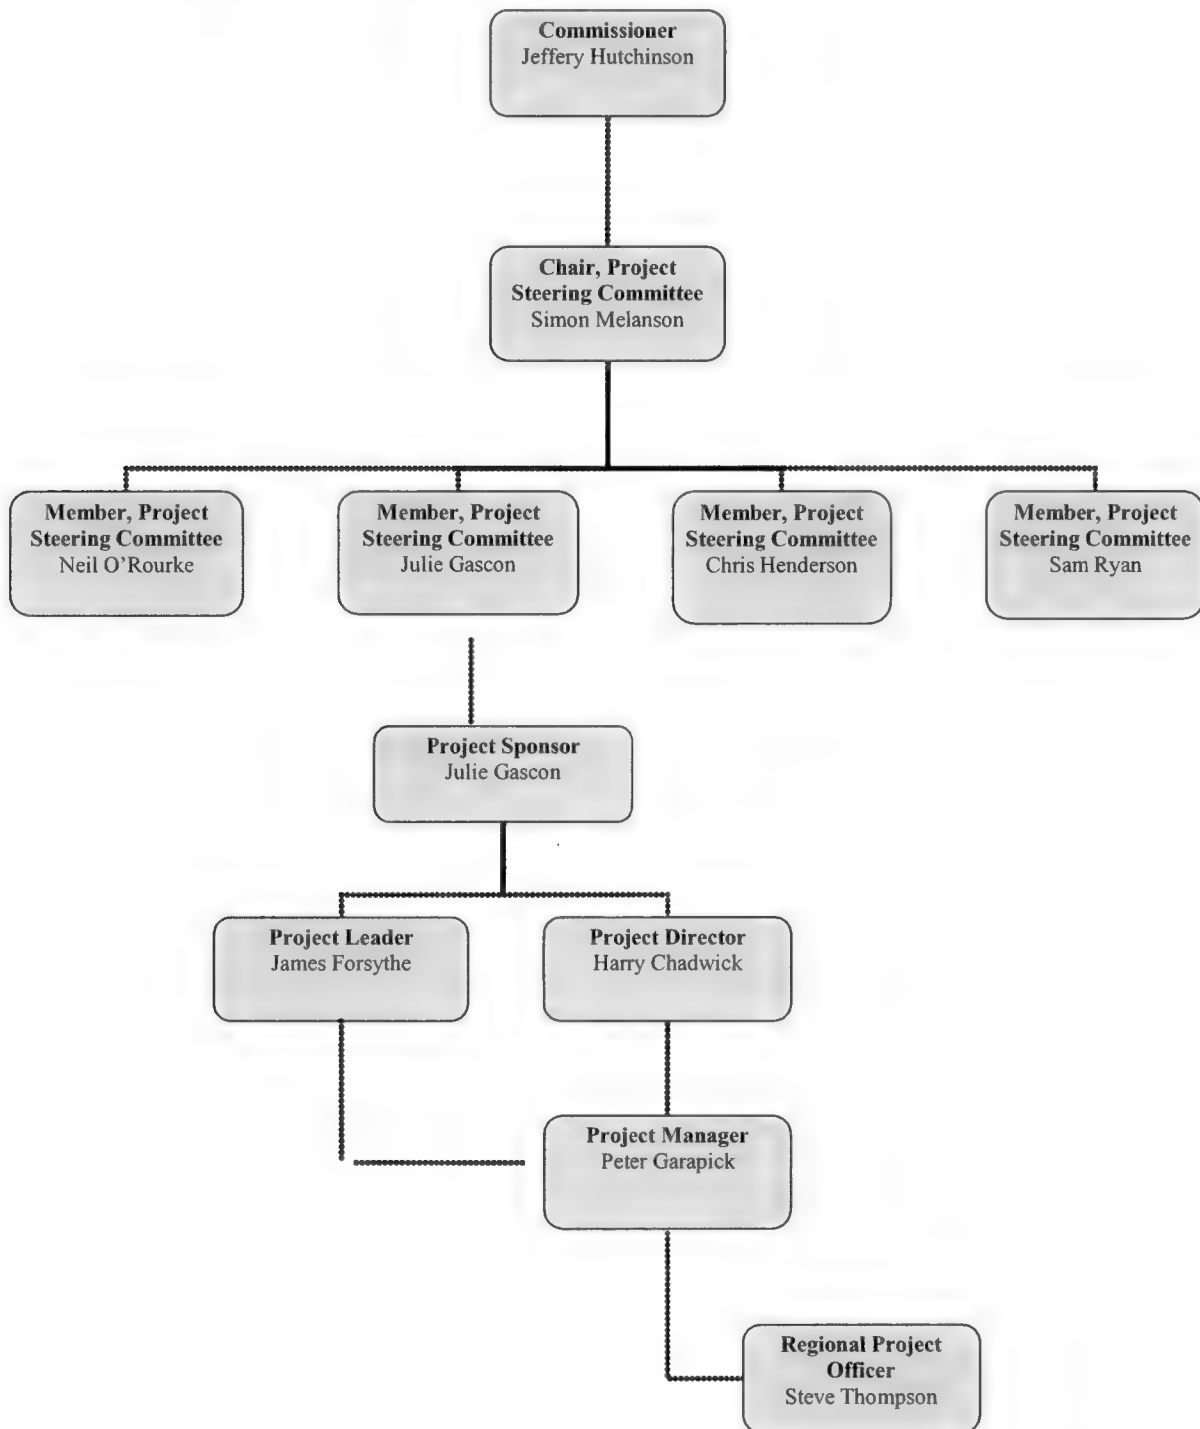 Commissioner
Jeffery Hutchinson
Chair, Project
Steering Committee
Simon Melanson
Member, Project
Steering Committee
Neil O'Rourke
Member, Project
Steering Committee
Julie Gascon
Member, Project
Steering Committee
Chris Henderson
Member, Project
Steering Committee
Sam Ryan
Project Sponsor
Julie Gascon
Project Leader
James Forsythe
Project Director
Harry Chadwick
Project Manager
Peter Garapick
Regional Project
Officer
Steve Thompson